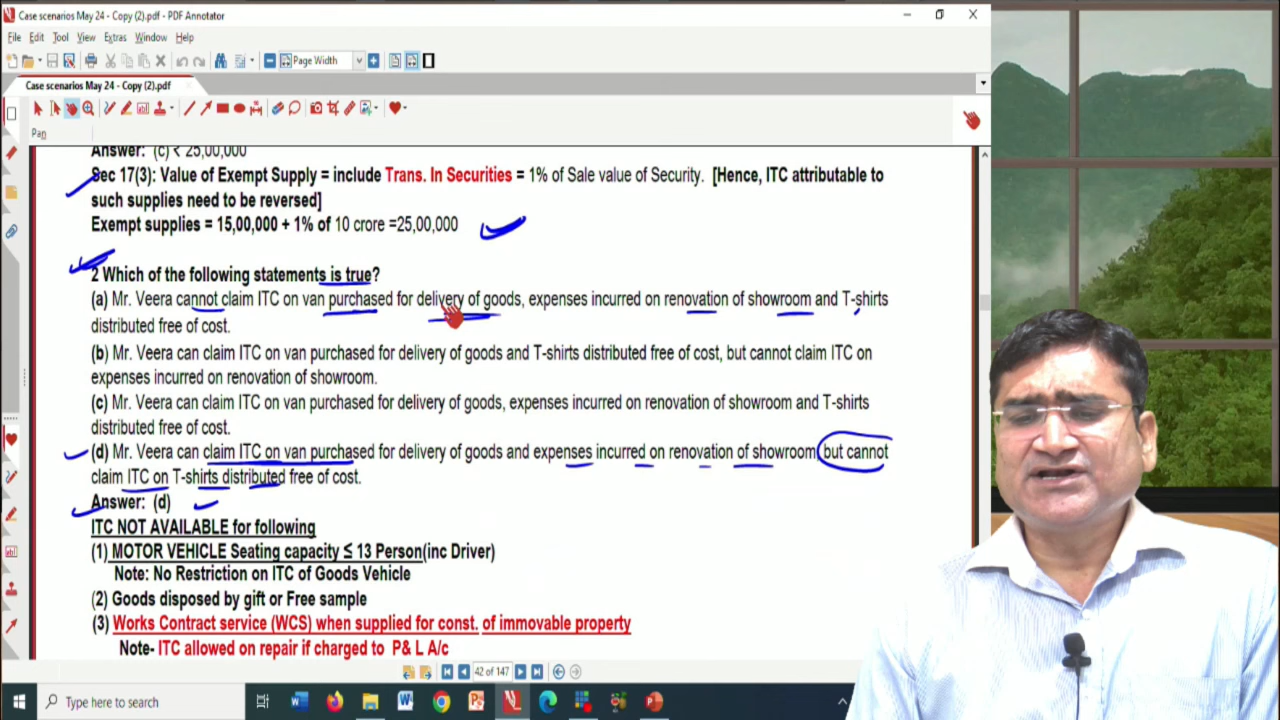 Case scenarios May 24 - Copy (2).pdf - PDF Annotator
File Edit Tool View Extras Window Help
Page Width
Case scenarios May 24 - Copy (2).pdf
Pan
Answer: (c) ₹ 25,00,000
Sec 17(3): Value of Exempt Supply = include Trans. In Securities = 1% of Sale value of Security. [Hence, ITC attributable to
such supplies need to be reversed]
Exempt supplies = 15,00,000 + 1% of 10 crore =25,00,000
2 Which of the following statements is true?
(a) Mr. Veera cannot claim ITC on van purchased for delivery of goods, expenses incurred on renovation of showroom and T-shirts
distributed free of cost.
(b) Mr. Veera can claim ITC on van purchased for delivery of goods and T-shirts distributed free of cost, but cannot claim ITC on
expenses incurred on renovation of showroom.
(c) Mr. Veera can claim ITC on van purchased for delivery of goods, expenses incurred on renovation of showroom and T-shirts
distributed free of cost.
(d) Mr. Veera can claim ITC on van purchased for delivery of goods and expenses incurred on renovation of showroom but cannot
claim ITC on T-shirts distributed free of cost.
Answer: (d)
ITC NOT AVAILABLE for following
(1) MOTOR VEHICLE Seating capacity ≤ 13 Person(inc Driver)
Note: No Restriction on ITC of Goods Vehicle
(2) Goods disposed by gift or Free sample
(3) Works Contract service (WCS) when supplied for const. of immovable property
Note- ITC allowed on repair if charged to P& L A/c
42 of 147
Type here to search